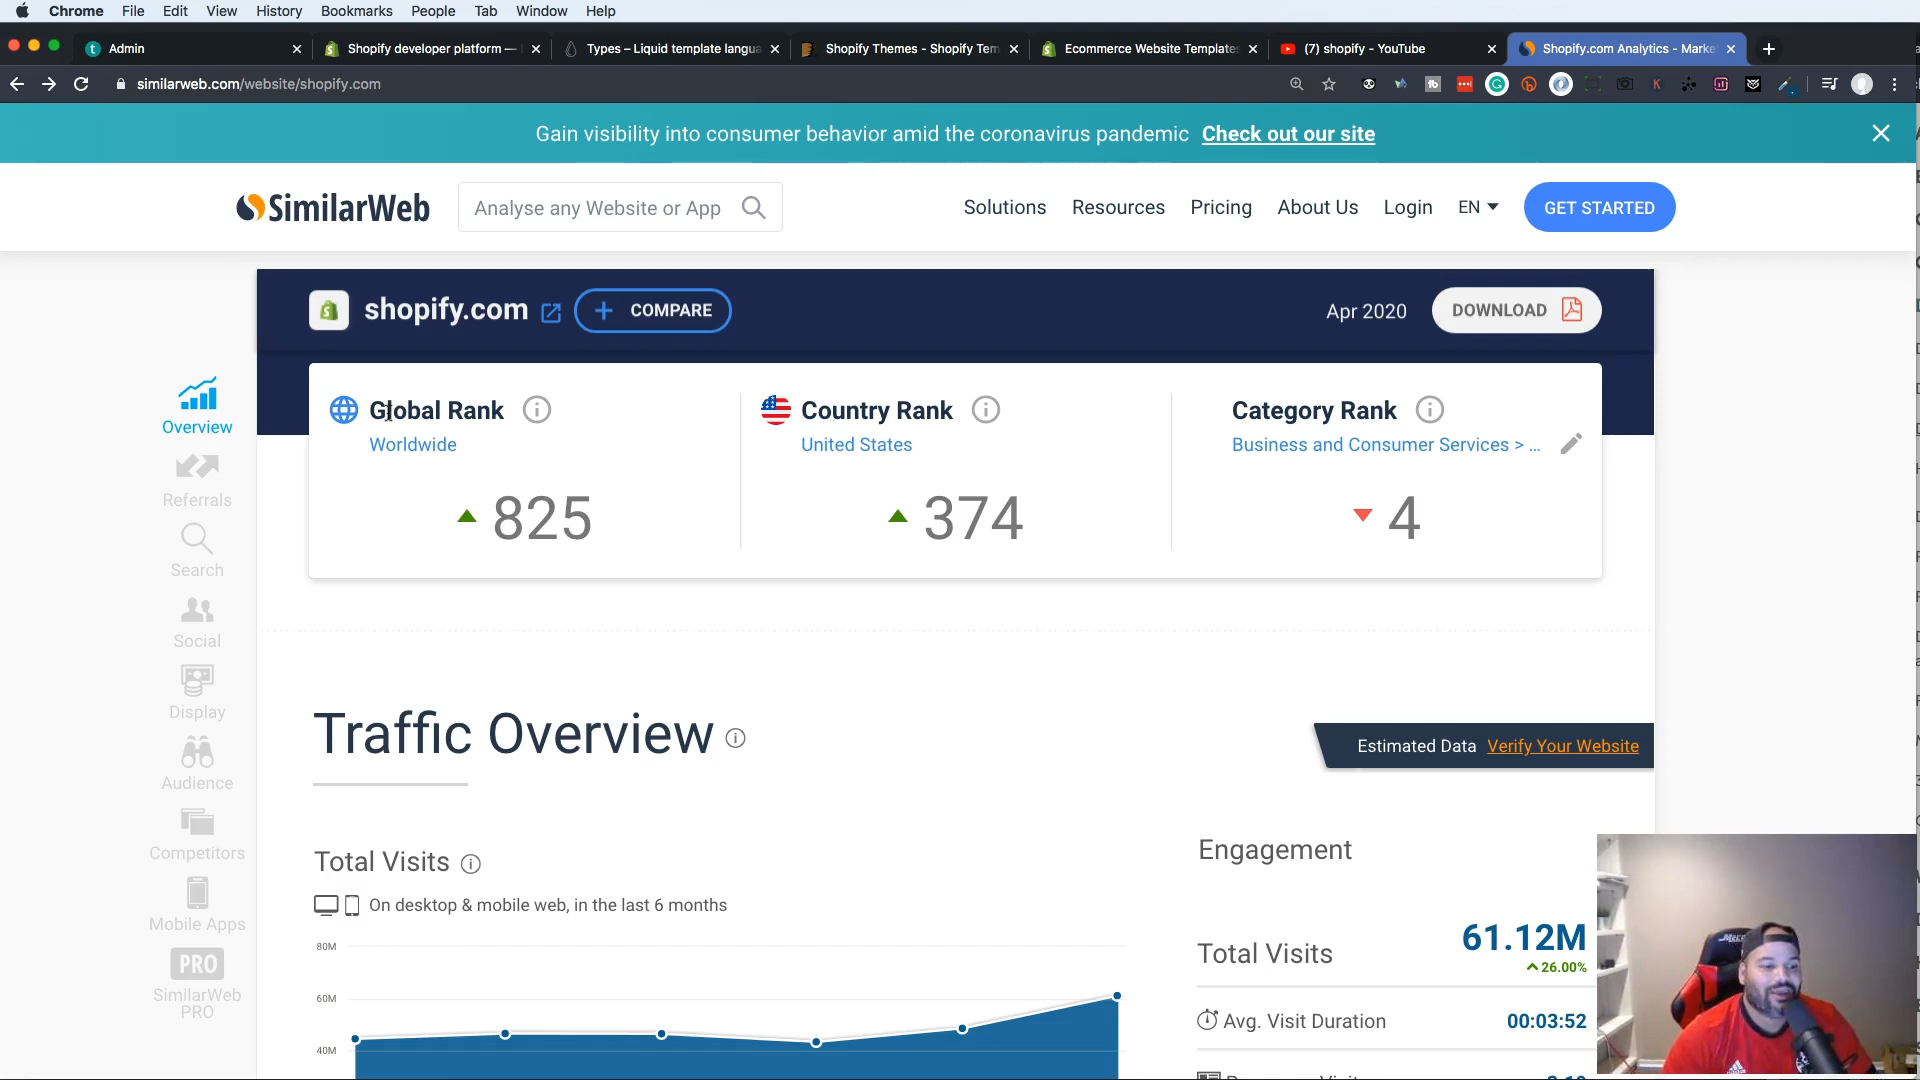 Chrome File Edit View History Bookmarks People Tab Window Help
Admin
Shopify developer platform —
Types – Liquid template langua
Shopify Themes - Shopify Tem
Ecommerce Website Template
(7) shopify - YouTube
Shopify.com Analytics - Marke
similarweb.com/website/shopify.com
Gain visibility into consumer behavior amid the coronavirus pandemic Check out our site
SimilarWeb
Analyse any Website or App
Solutions Resources Pricing About Us Login EN GET STARTED
shopify.com + COMPARE Apr 2020 DOWNLOAD
Global Rank
Worldwide
825
Country Rank
United States
374
Category Rank
Business and Consumer Services > ...
4
Overview
Referrals
Search
Social
Display
Audience
Competitors
Mobile Apps
PRO
SimilarWeb
PRO
Traffic Overview
Estimated Data Verify Your Website
Total Visits
On desktop & mobile web, in the last 6 months
80M
60M
40M
Engagement
Total Visits 61.12M
26.00%
Avg. Visit Duration 00:03:52